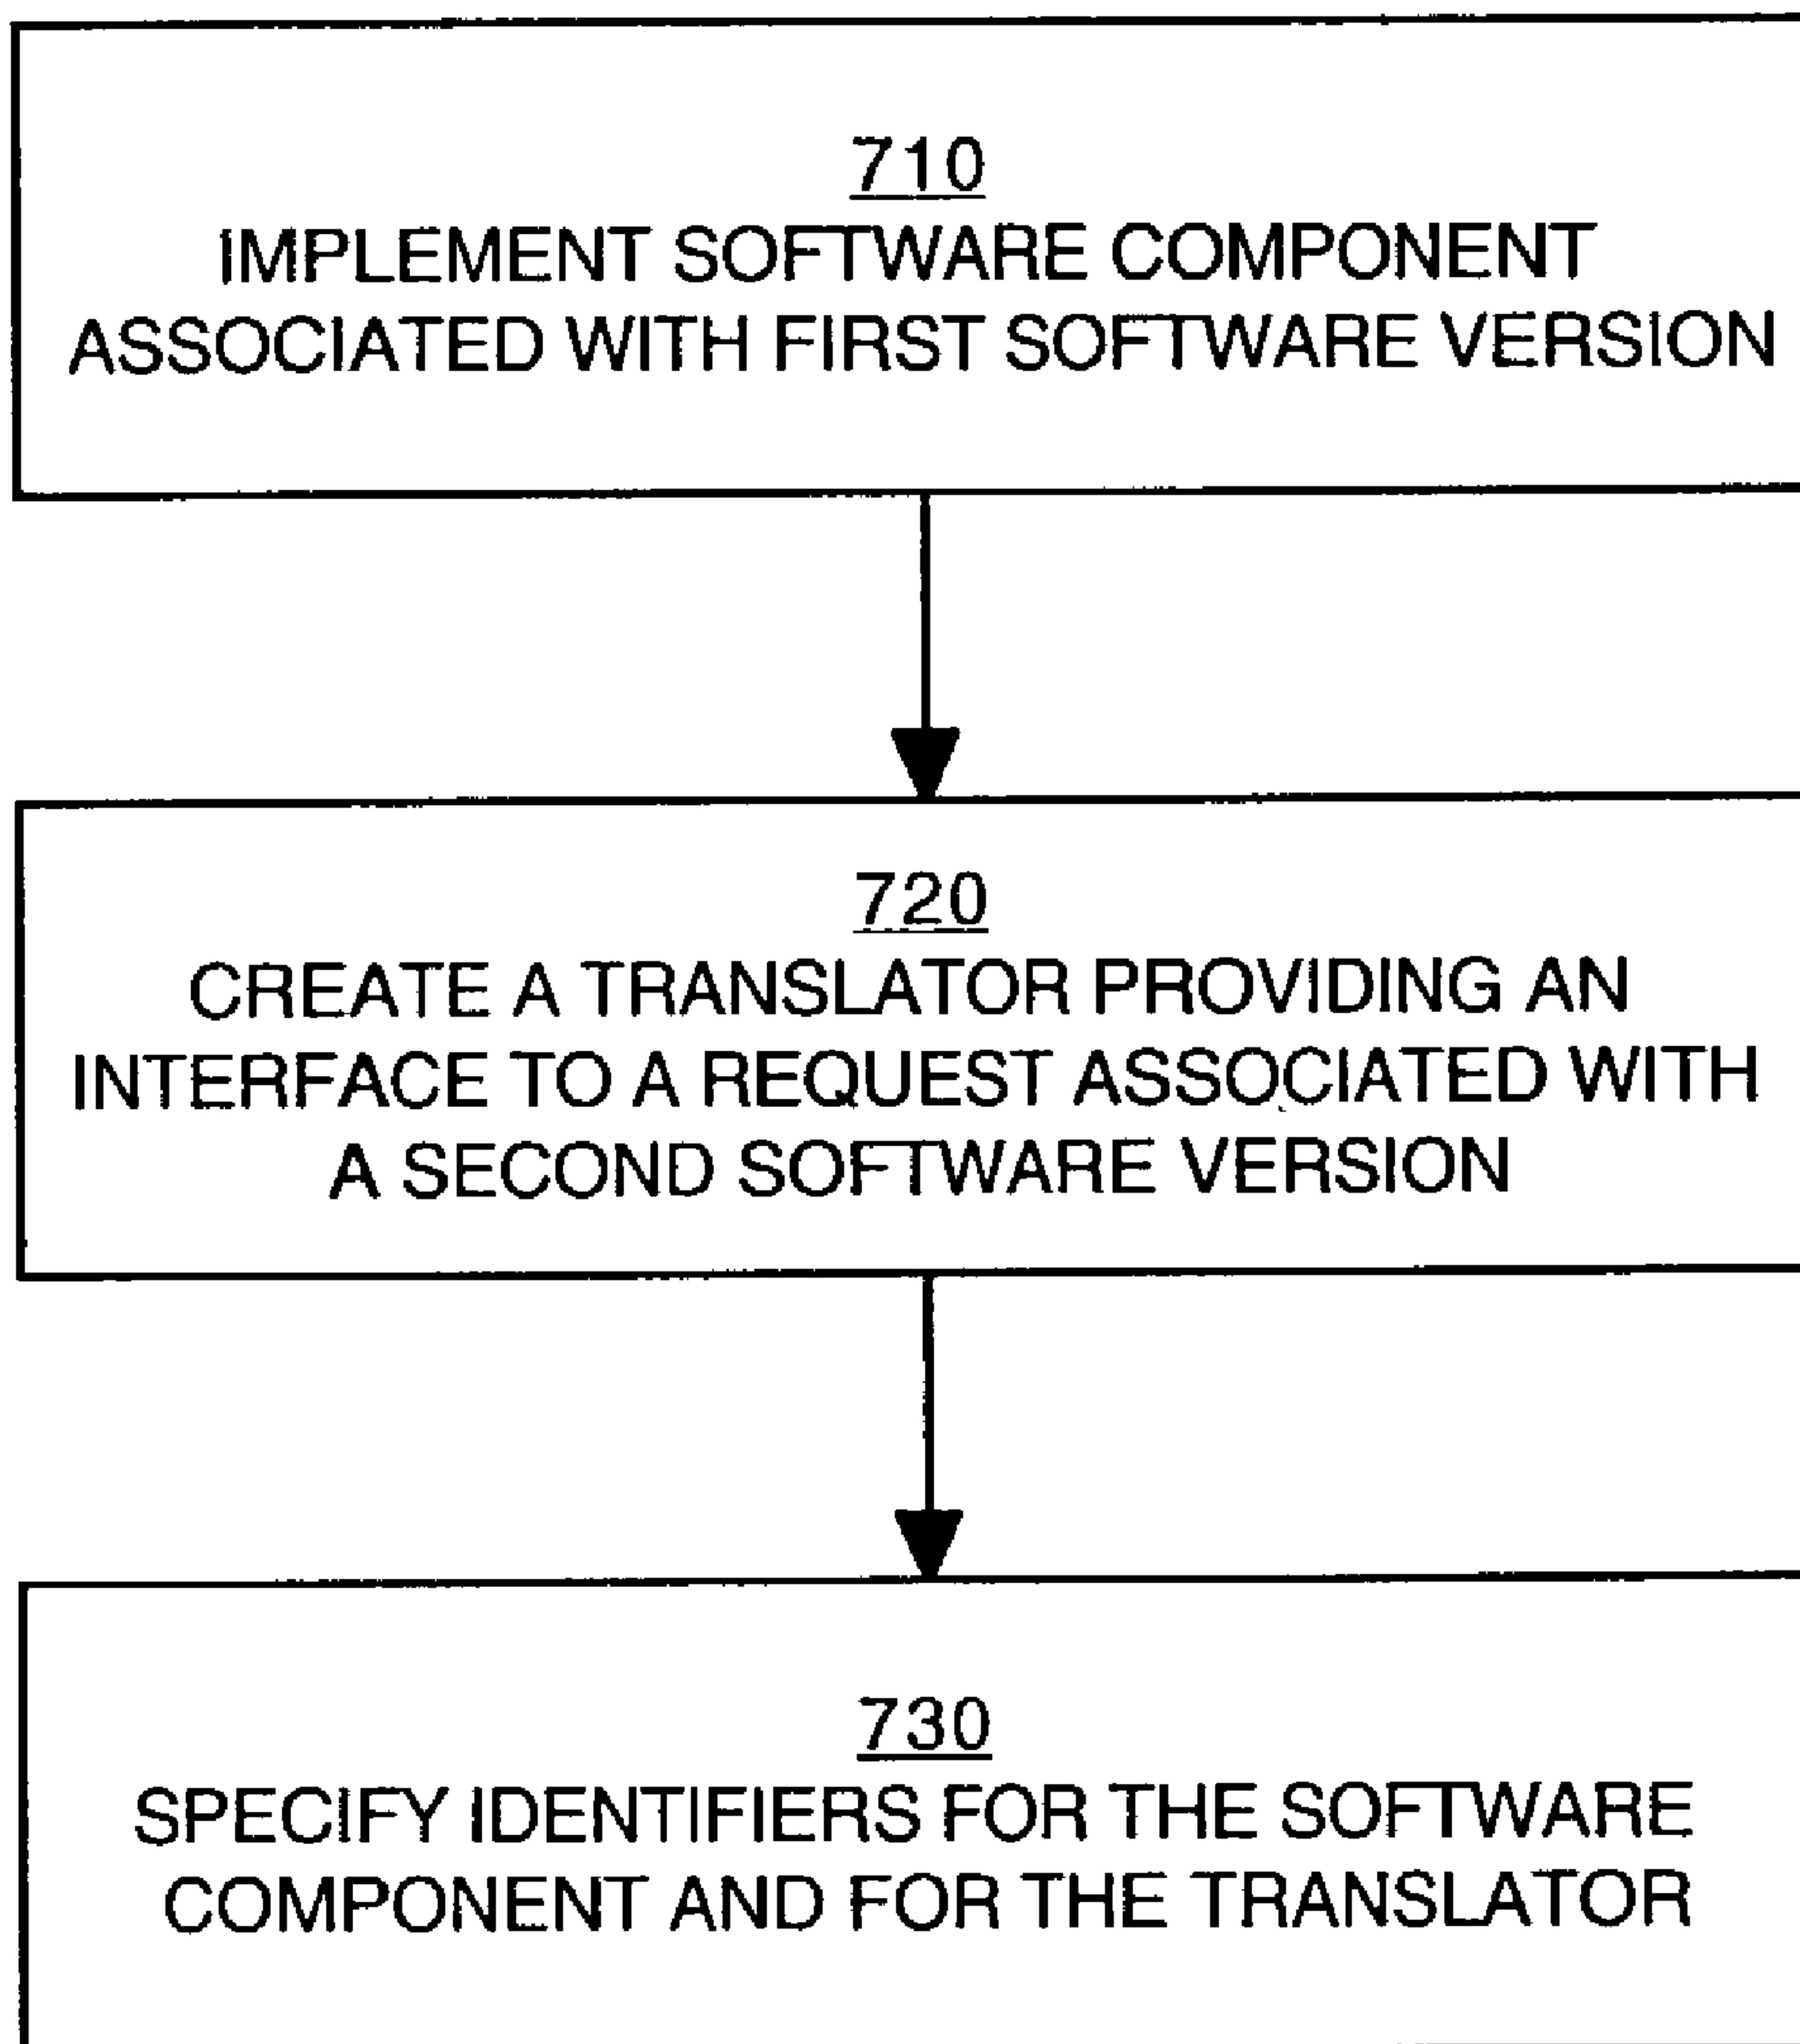 710
IMPLEMENT SOFTWARE COMPONENT
ASSOCIATED WITH FIRST SOFTWARE VERSION
720
CREATE A TRANSLATOR PROVIDING AN
INTERFACE TO A REQUEST ASSOCIATED WITH
A SECOND SOFTWARE VERSION
730
SPECIFY IDENTIFIERS FOR THE SOFTWARE
COMPONENT AND FOR THE TRANSLATOR